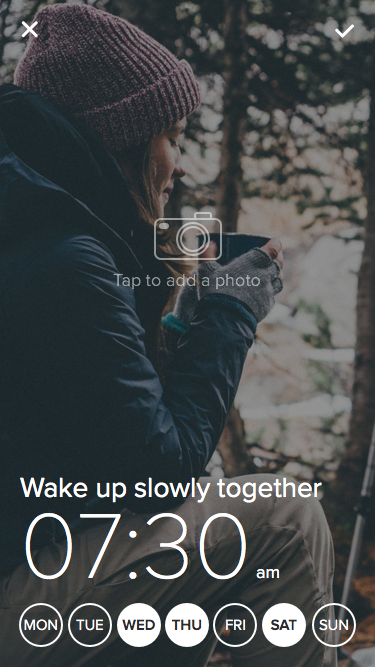 Tap to add a photo
Wake up slowly together
07:30 am
MON TUE WED THU FRI SAT SUN